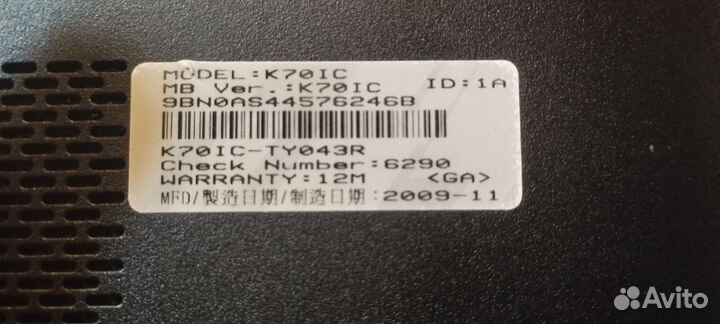 MODEL:K70IC
MB Ver.:K70IC ID:1A
9BN0AS44576246B
K70IC-TY043R
Check Number:6290
WARRANTY:12M <GA>
MFD/製造日期/制造日期:2009-11
Avito